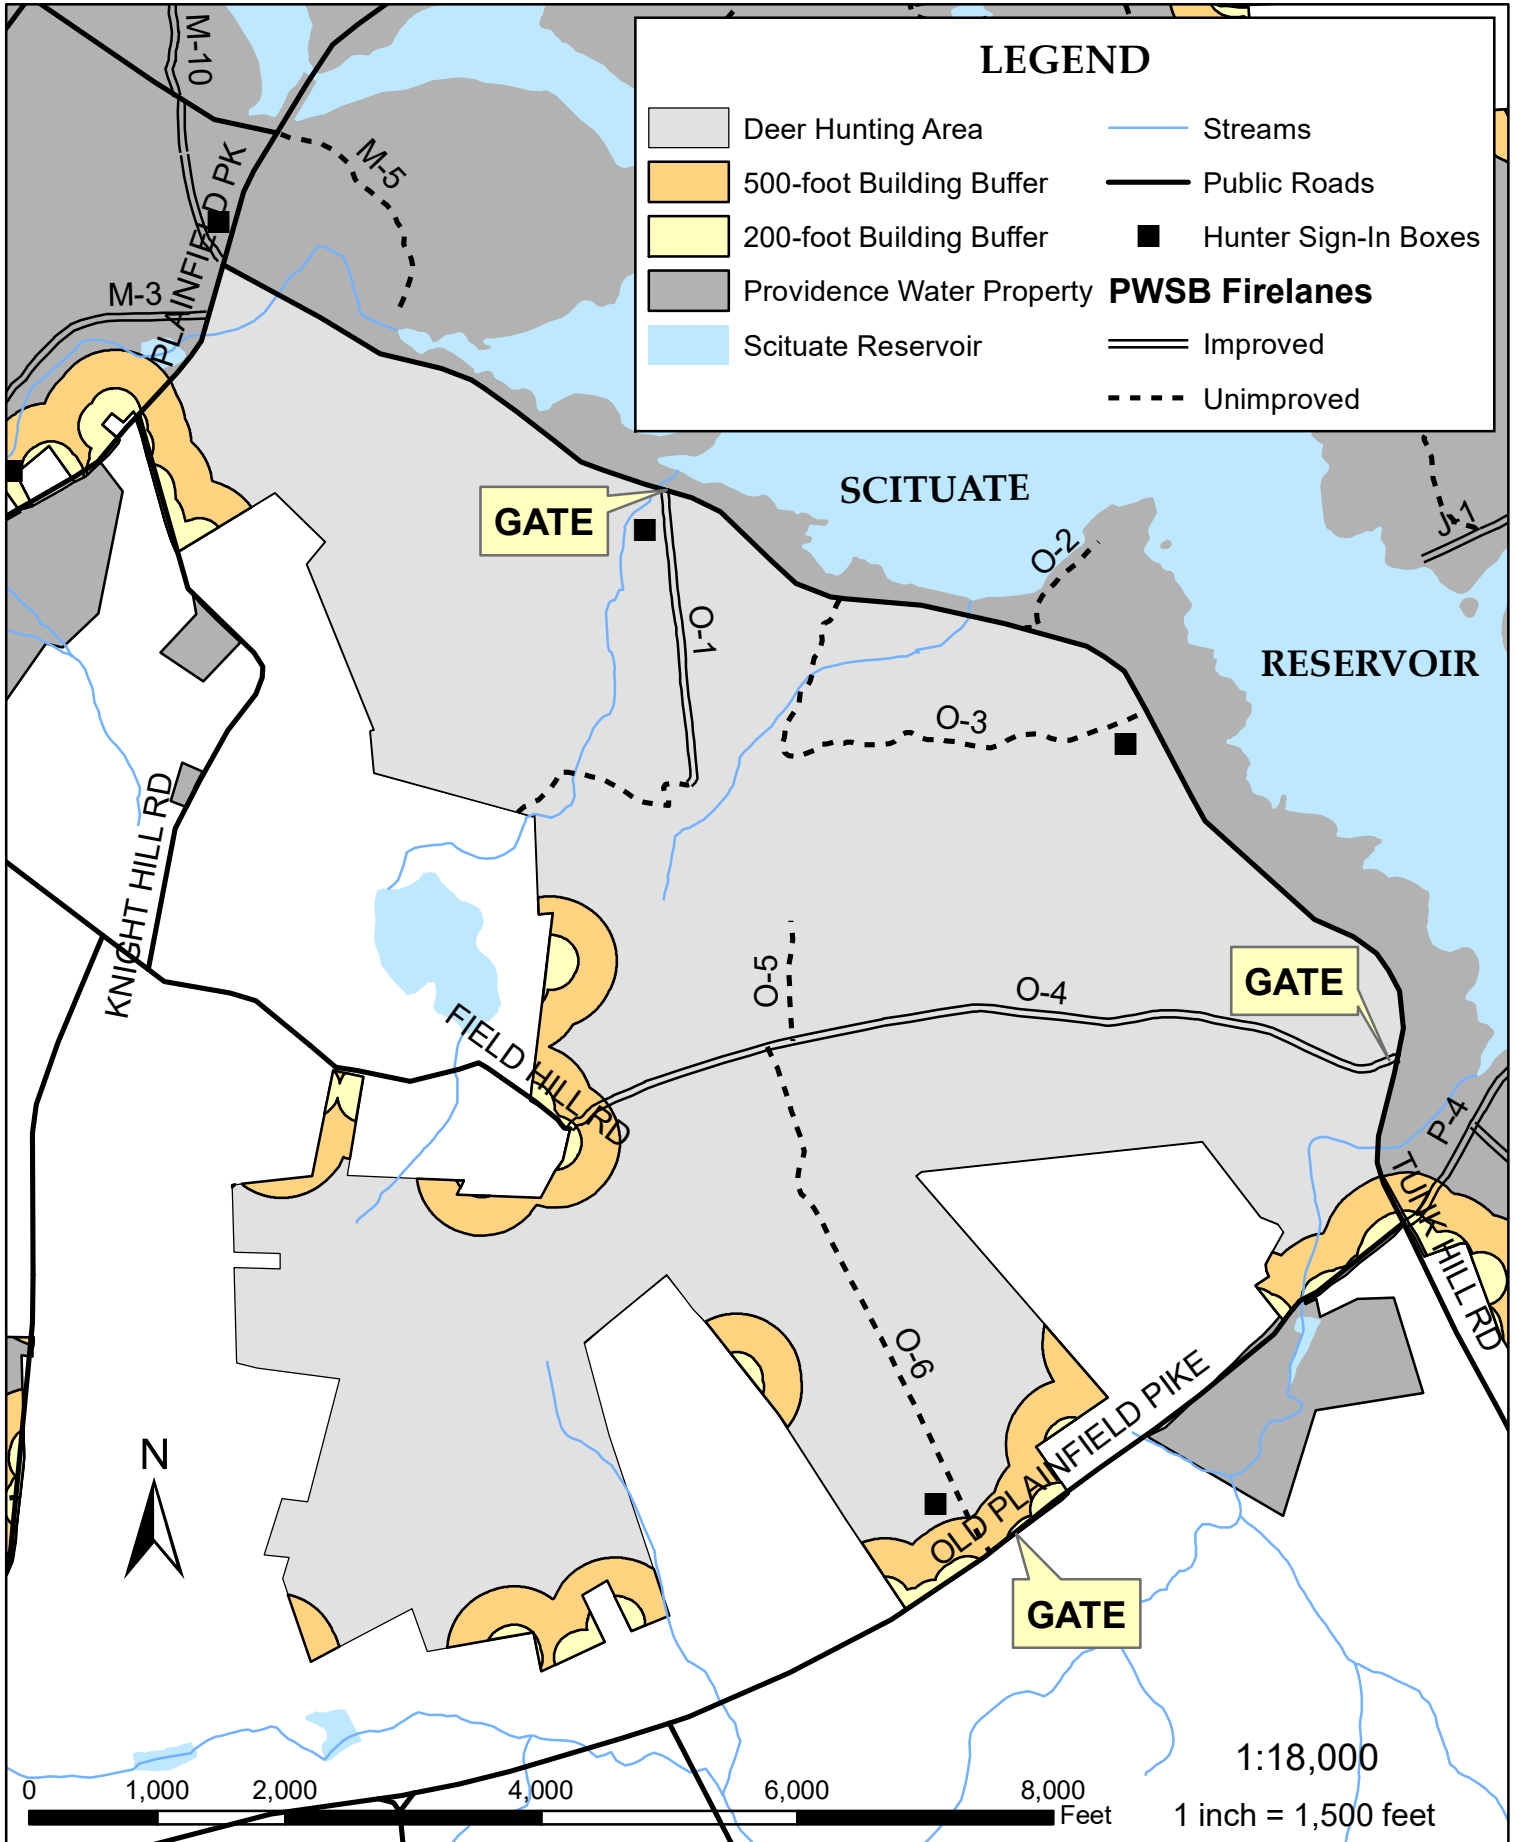 M-10
LEGEND
Deer Hunting Area
500-foot Building Buffer
200-foot Building Buffer
Providence Water Property
Scituate Reservoir
Streams
Public Roads
Hunter Sign-In Boxes
PWSB Firelanes
Improved
Unimproved
M-5
PLAINFIELD PK
M-3
SCITUATE
GATE
O-2
J-1
O-1
RESERVOIR
O-3
KNIGHT HILL RD
O-5
O-4
GATE
FIELD HILL RD
P-4
TUNK HILL RD
O-6
OLD PLAINFIELD PIKE
N
GATE
1:18,000
0 1,000 2,000 4,000 6,000 8,000
Feet
1 inch = 1,500 feet